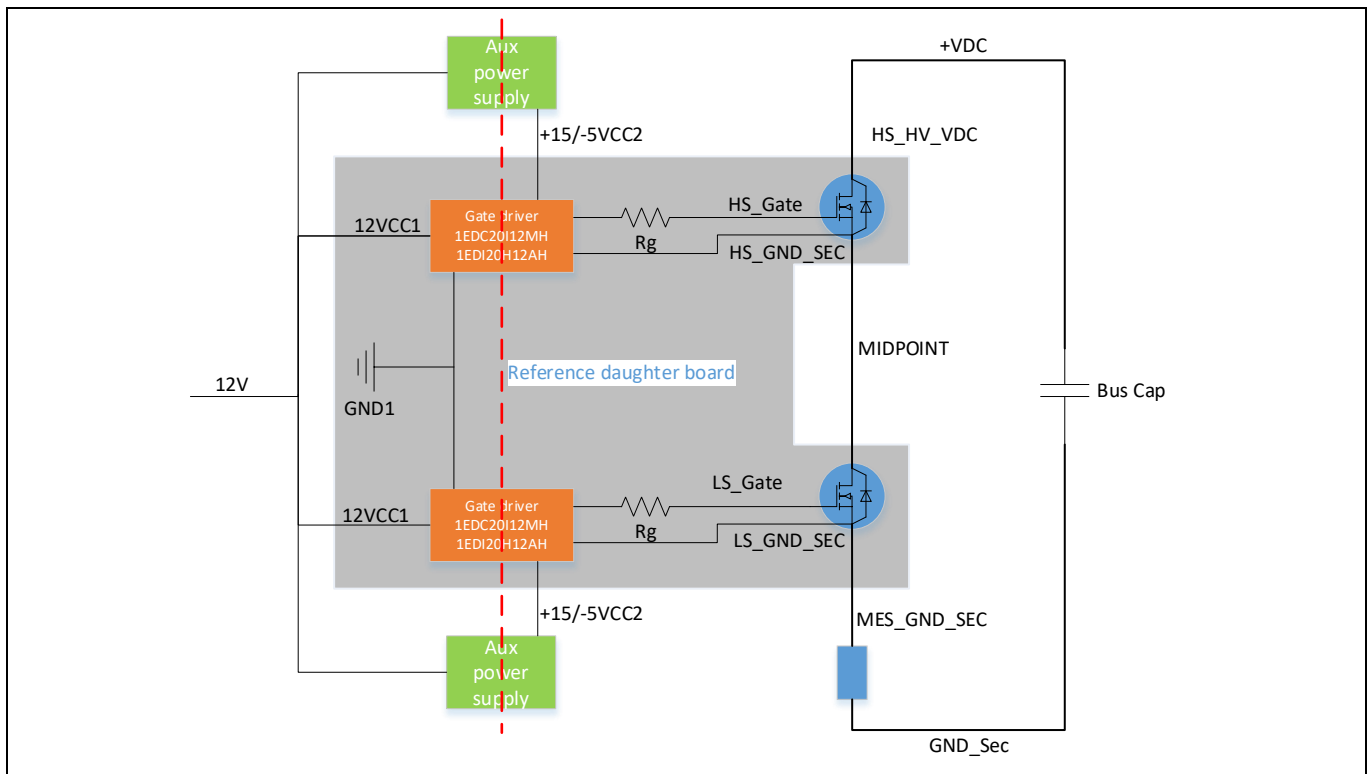 +VDC
Aux
power
supply
+15/-5VCC2
HS_HV_VDC
12VCC1
Gate driver
1EDC20I12MH
1EDI20H12AH
HS_Gate
Rg
HS_GND_SEC
MIDPOINT
Reference daughter board
12V
GND1
Bus Cap
12VCC1
Gate driver
1EDC20I12MH
1EDI20H12AH
LS_Gate
Rg
LS_GND_SEC
+15/-5VCC2
MES_GND_SEC
Aux
power
supply
GND_Sec